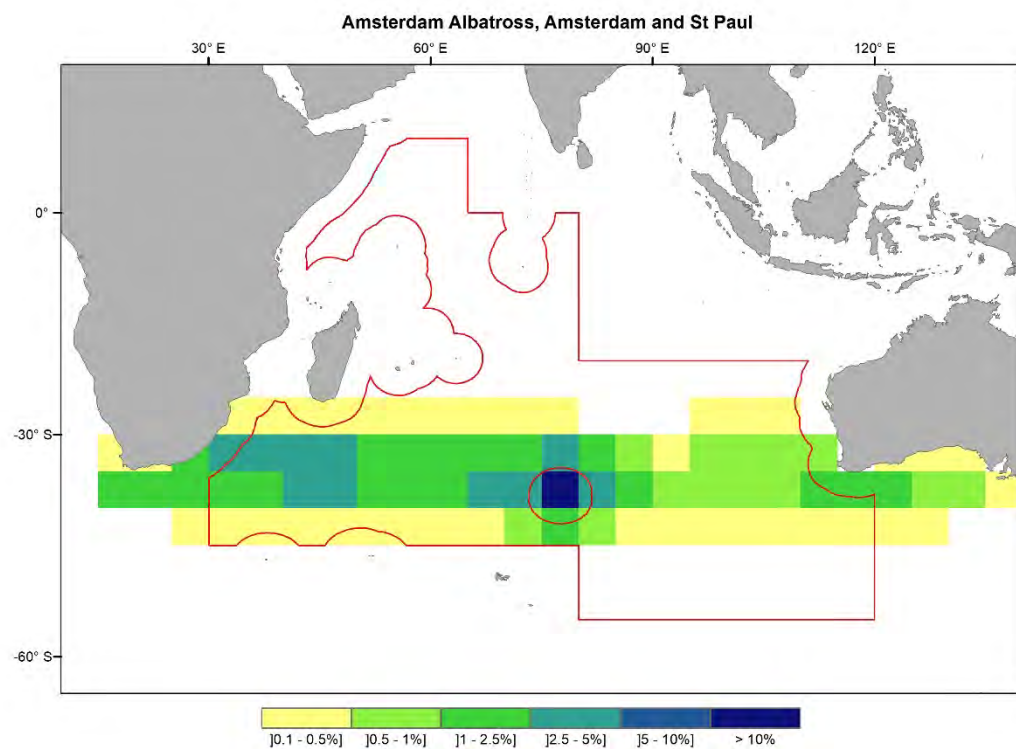 Amsterdam Albatross, Amsterdam and St Paul
30° E 60° E 90° E 120° E
0°
-30° S
-60° S
]0.1 - 0.5%] ]0.5 - 1%] ]1 - 2.5%] ]2.5 - 5%] ]5 - 10%] > 10%